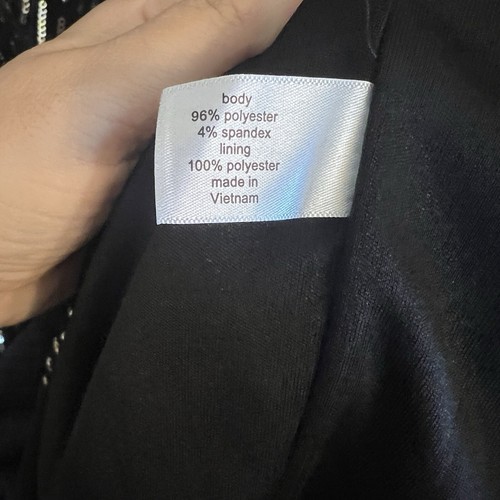 body
96% polyester
4% spandex
lining
100% polyester
made in
Vietnam